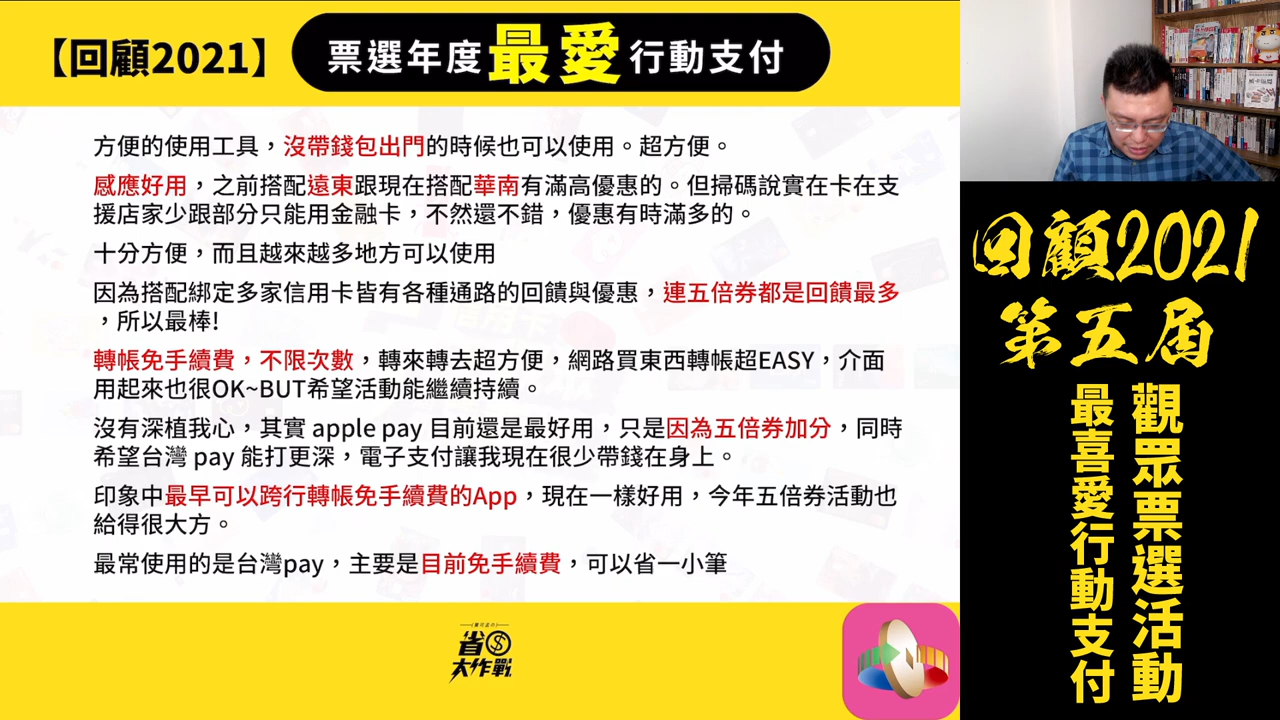 【回顧2021】
票選年度最愛行動支付
方便的使用工具，沒帶錢包出門的時候也可以使用。超方便。
感應好用，之前搭配遠東跟現在搭配華南有滿高優惠的。但掃碼說實在卡在支
援店家少跟部分只能用金融卡，不然還不錯，優惠有時滿多的。
十分方便，而且越來越多地方可以使用
因為搭配綁定多家信用卡皆有各種通路的回饋與優惠，連五倍券都是回饋最多
，所以最棒!
轉帳免手續費，不限次數，轉來轉去超方便，網路買東西轉帳超EASY，介面
用起來也很OK~BUT希望活動能繼續持續。
沒有深植我心，其實 apple pay 目前還是最好用，只是因為五倍券加分，同時
希望台灣 pay 能打更深，電子支付讓我現在很少帶錢在身上。
印象中最早可以跨行轉帳免手續費的App，現在一樣好用，今年五倍券活動也
給得很大方。
最常使用的是台灣pay，主要是目前免手續費，可以省一小筆
省
大作戰
回顧2021
第五屆
觀眾票選活動
最喜愛行動支付